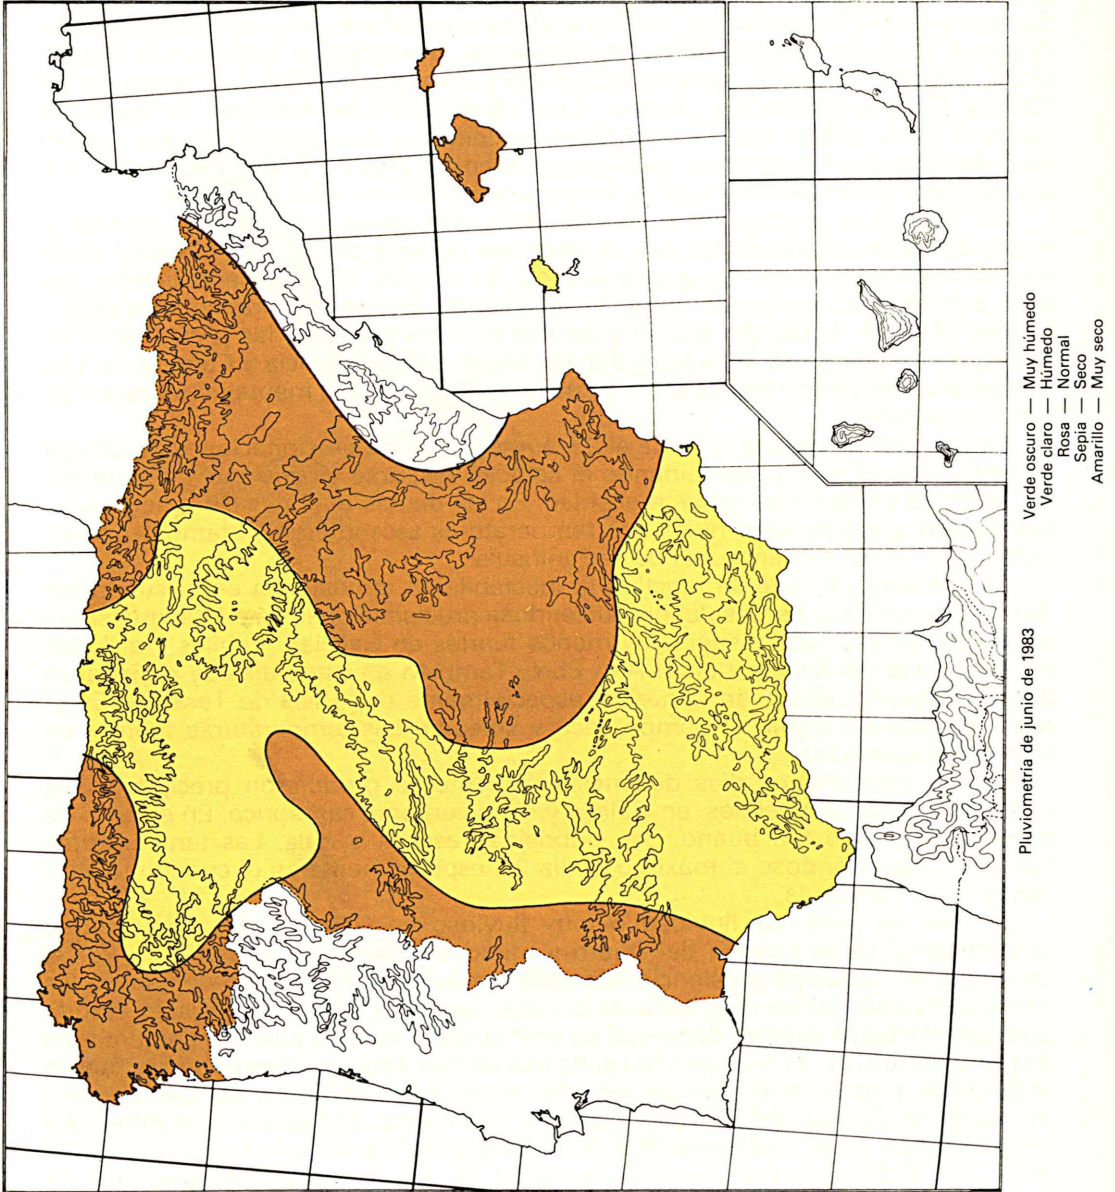 Pluviometría de junio de 1983
Verde oscuro — Muy húmedo
Verde claro — Húmedo
Rosa — Normal
Sepia — Seco
Amarillo — Muy seco